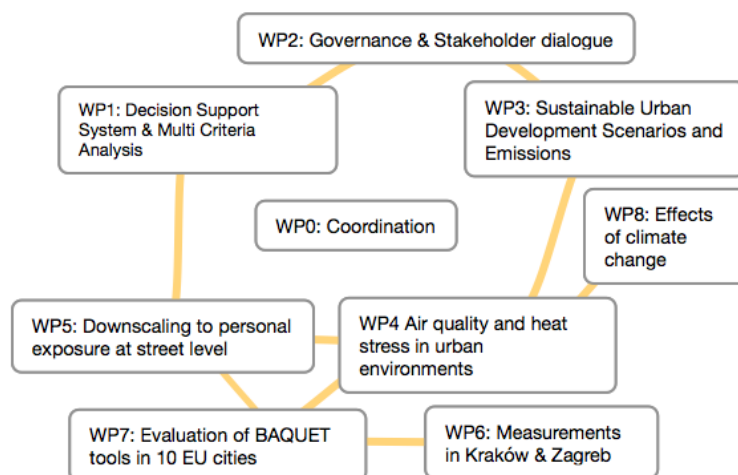 WP2: Governance & Stakeholder dialogue
WP1: Decision Support
System & Multi Criteria
Analysis
WP3: Sustainable Urban
Development Scenarios and
Emissions
WP0: Coordination
WP8: Effects
of climate
change
WP5: Downscaling to personal
exposure at street level
WP4 Air quality and heat
stress in urban
environments
WP7: Evaluation of BAQUET
tools in 10 EU cities
WP6: Measurements
in Kraków & Zagreb